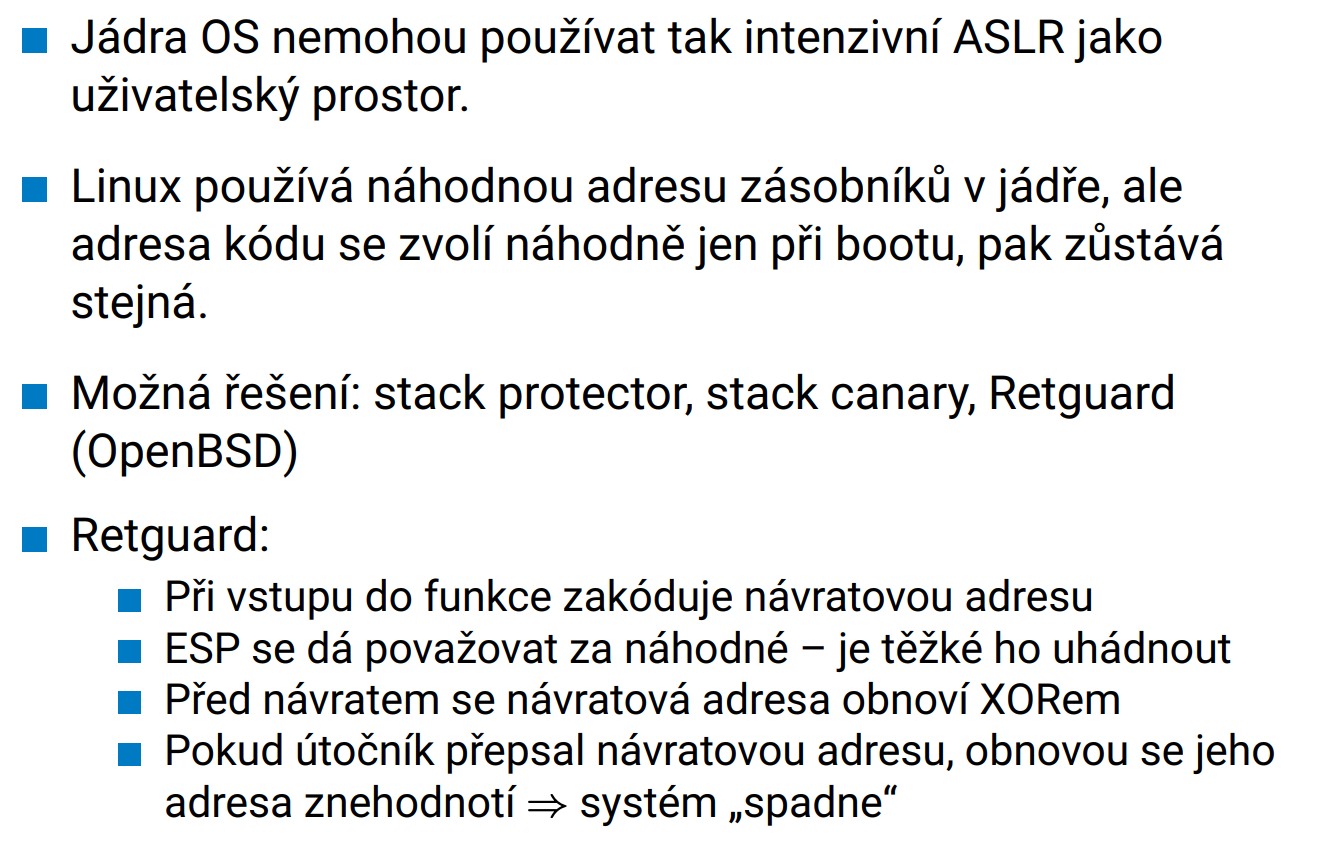 Jádra OS nemohou používat tak intenzivní ASLR jako
uživatelský prostor.
Linux používá náhodnou adresu zásobníků v jádře, ale
adresa kódu se zvolí náhodně jen při bootu, pak zůstává
stejná.
Možná řešení: stack protector, stack canary, Retguard
(OpenBSD)
Retguard:
Při vstupu do funkce zakóduje návratovou adresu
ESP se dá považovat za náhodné – je těžké ho uhádnout
Před návratem se návratová adresa obnoví XORem
Pokud útočník přepsal návratovou adresu, obnovou se jeho
adresa znehodnotí ⇒ systém „spadne“